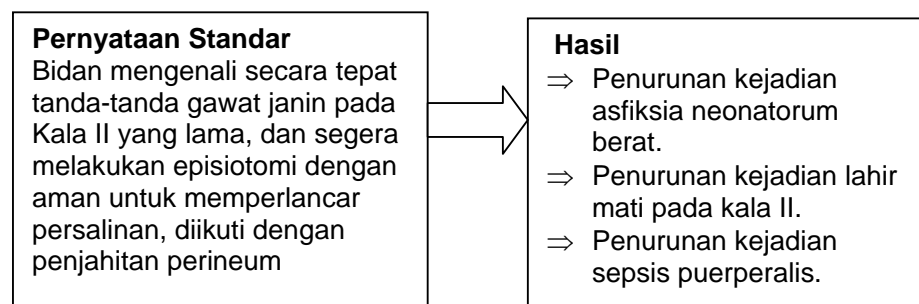 Pernyataan Standar
Bidan mengenali secara tepat
tanda-tanda gawat janin pada
Kala II yang lama, dan segera
melakukan episiotomi dengan
aman untuk memperlancar
persalinan, diikuti dengan
penjahitan perineum
Hasil
⇒ Penurunan kejadian
asfiksia neonatorum
berat.
⇒ Penurunan kejadian lahir
mati pada kala II.
⇒ Penurunan kejadian
sepsis puerperalis.